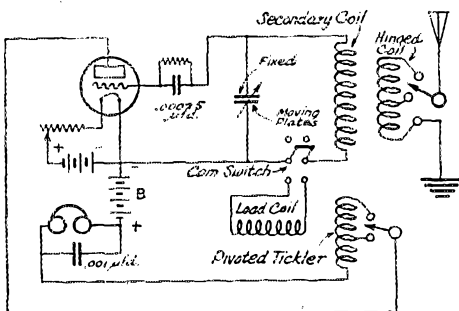 Secondary Coil
Hinged
Coil
Fixed
.00025
μfd.
Moving
Plates
+
-
Cam Switch
B
Load Coil
+
.001 μfd.
Pivoted Tickler